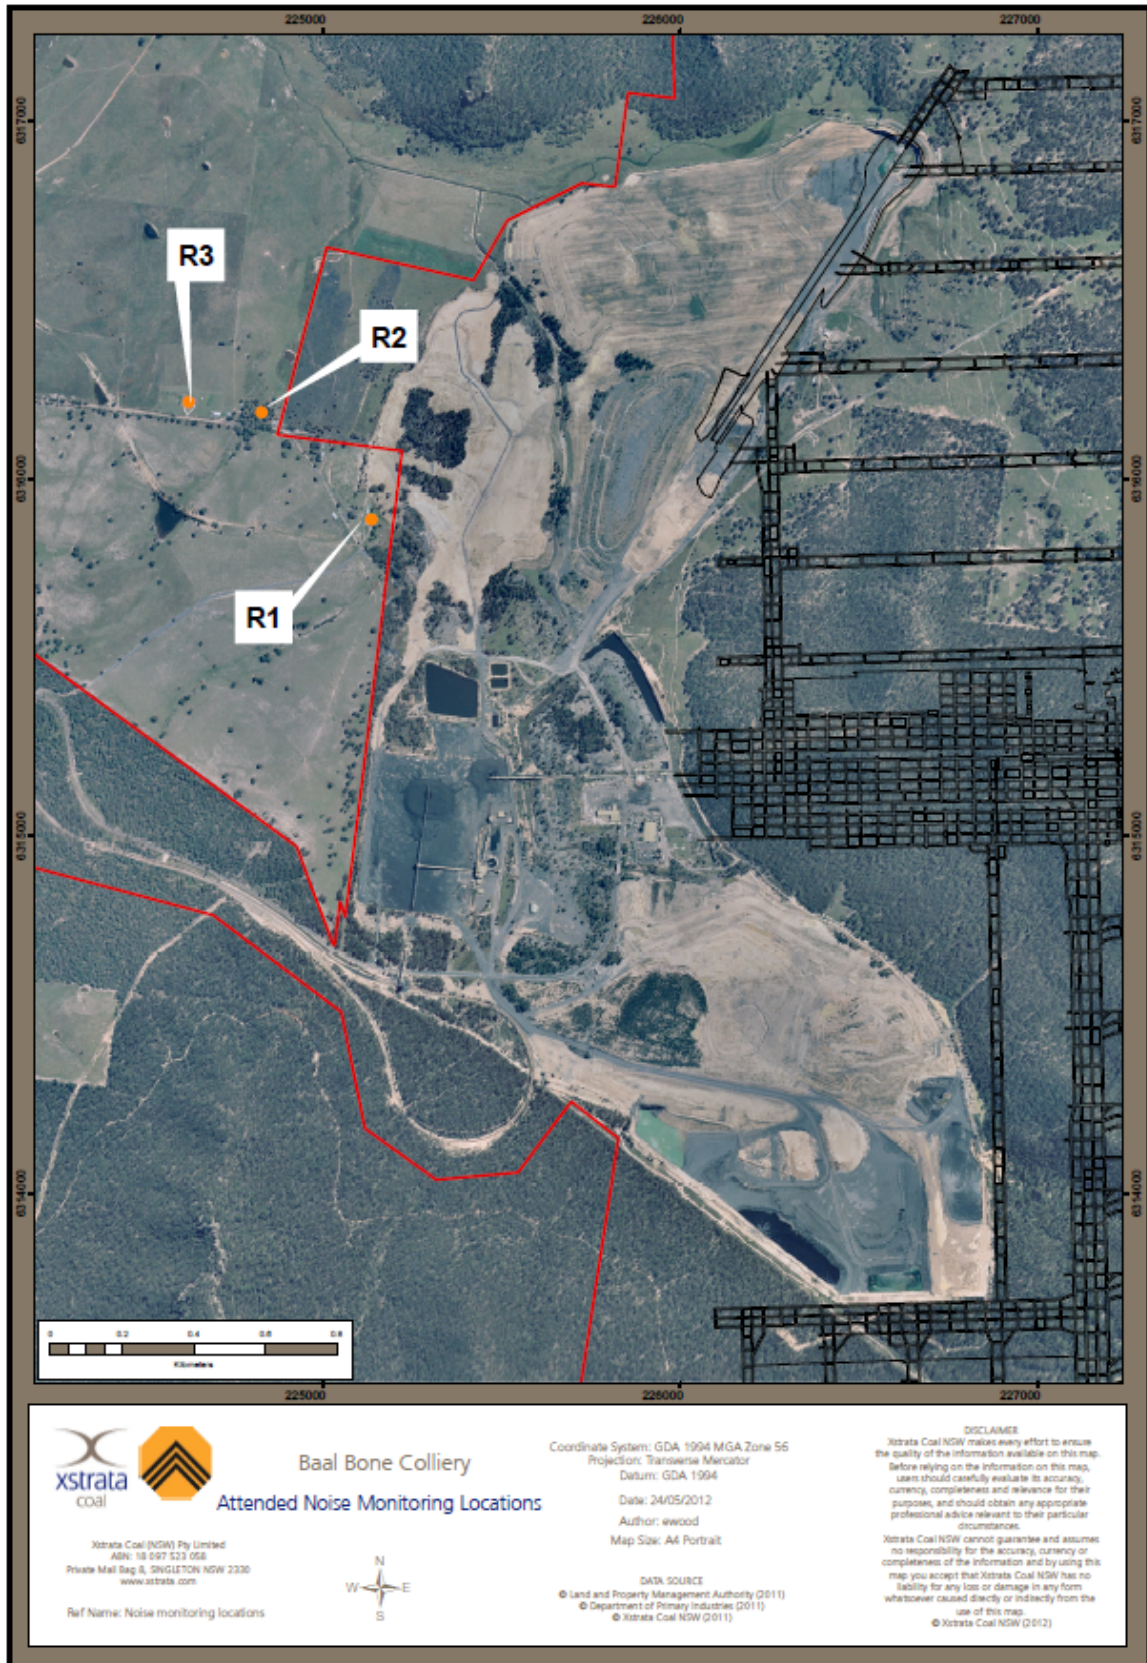 225000 226000 227000
6317000 6317000
R3
R2
6316000 6316000
R1
6315000 6315000
6314000 6314000
0 0.2 0.4 0.6 0.8
Kilometers
225000 226000 227000
xstrata
coal
Baal Bone Colliery
Attended Noise Monitoring Locations
Xstrata Coal (NSW) Pty Limited
ABN: 18 097 523 058
Private Mail Bag 8, SINGLETON NSW 2330
www.xstrata.com
Ref Name: Noise monitoring locations
N
W E
S
Coordinate System: GDA 1994 MGA Zone 56
Projection: Transverse Mercator
Datum: GDA 1994
Date: 24/05/2012
Author: ewood
Map Size: A4 Portrait
DATA SOURCE
© Land and Property Management Authority (2011)
© Department of Primary Industries (2011)
© Xstrata Coal NSW (2011)
DISCLAIMER
Xstrata Coal NSW makes every effort to ensure
the quality of the information available on this map.
Before relying on the information on this map,
users should carefully evaluate its accuracy,
currency, completeness and relevance for their
purposes, and should obtain any appropriate
professional advice relevant to their particular
circumstances.
Xstrata Coal NSW cannot guarantee and assumes
no responsibility for the accuracy, currency or
completeness of the information and by using this
map you accept that Xstrata Coal NSW has no
liability for any loss or damage in any form
whatsoever caused directly or indirectly from the
use of this map.
© Xstrata Coal NSW (2012)